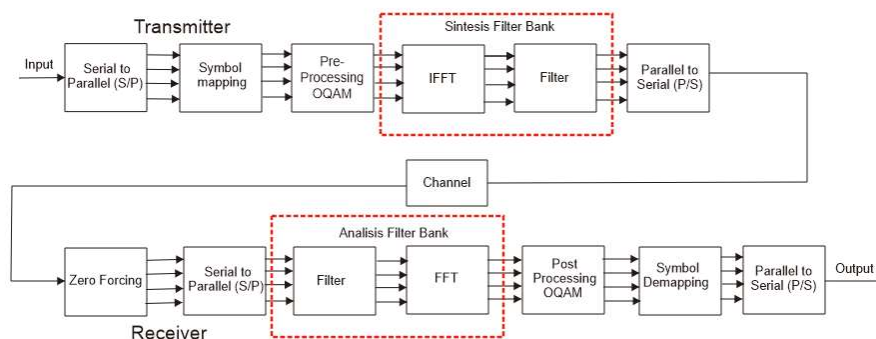 Transmitter
Sintesis Filter Bank
Input
Serial to
Parallel (S/P)
Symbol
mapping
Pre-
Processing
OQAM
IFFT
Filter
Parallel to
Serial (P/S)
Channel
Analisis Filter Bank
Zero Forcing
Serial to
Parallel (S/P)
Filter
FFT
Post
Processing
OQAM
Symbol
Demapping
Parallel to
Serial (P/S)
Output
Receiver